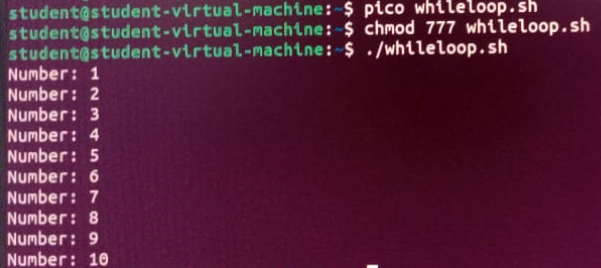 student@student-virtual-machine:~$ pico whileloop.sh
student@student-virtual-machine:~$ chmod 777 whileloop.sh
student@student-virtual-machine:~$ ./whileloop.sh
Number: 1
Number: 2
Number: 3
Number: 4
Number: 5
Number: 6
Number: 7
Number: 8
Number: 9
Number: 10